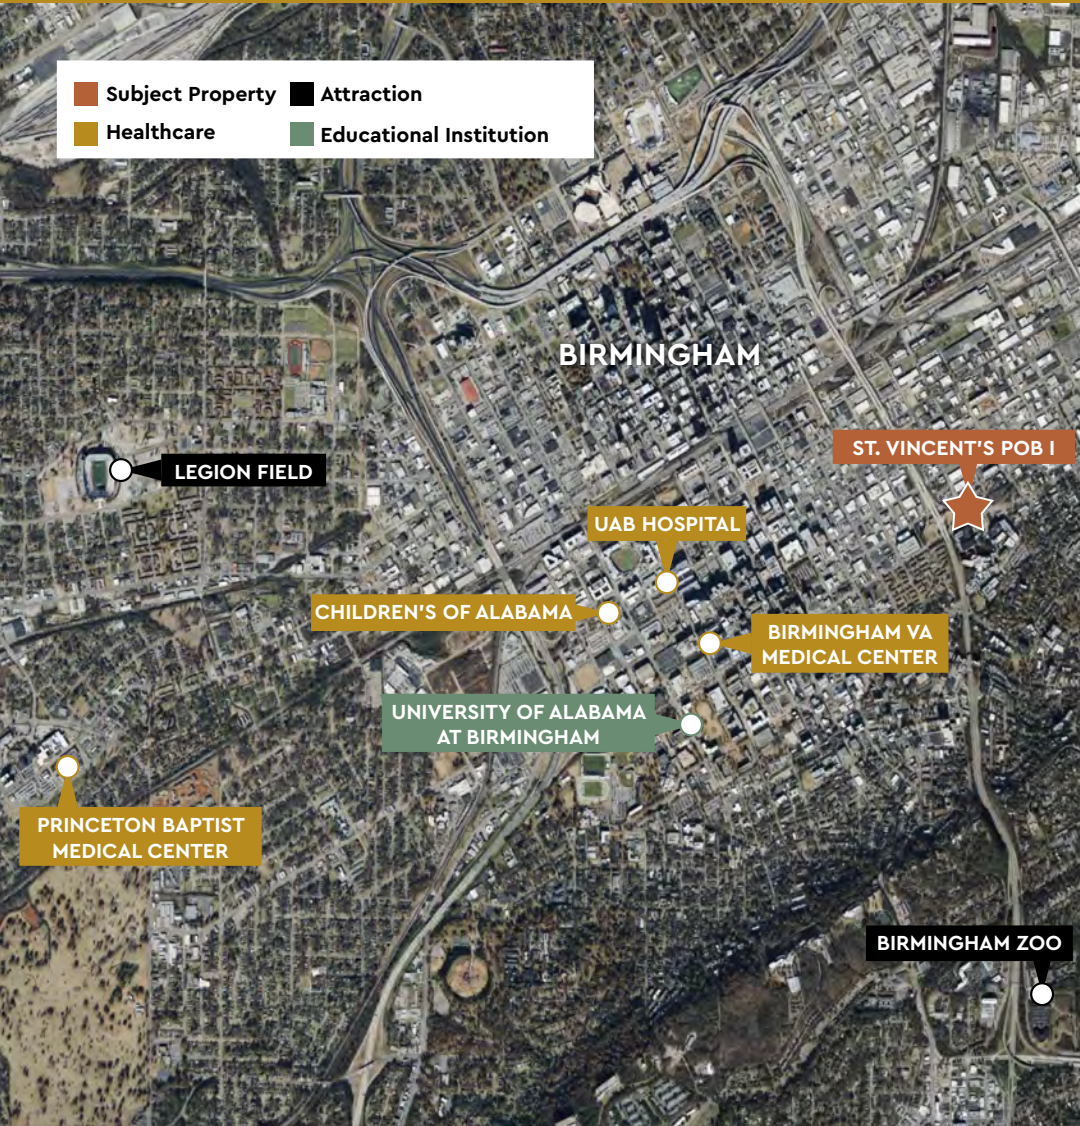 Subject Property
Attraction
Healthcare
Educational Institution
BIRMINGHAM
ST. VINCENT'S POB I
LEGION FIELD
UAB HOSPITAL
CHILDREN'S OF ALABAMA
BIRMINGHAM VA
MEDICAL CENTER
UNIVERSITY OF ALABAMA
AT BIRMINGHAM
PRINCETON BAPTIST
MEDICAL CENTER
BIRMINGHAM ZOO